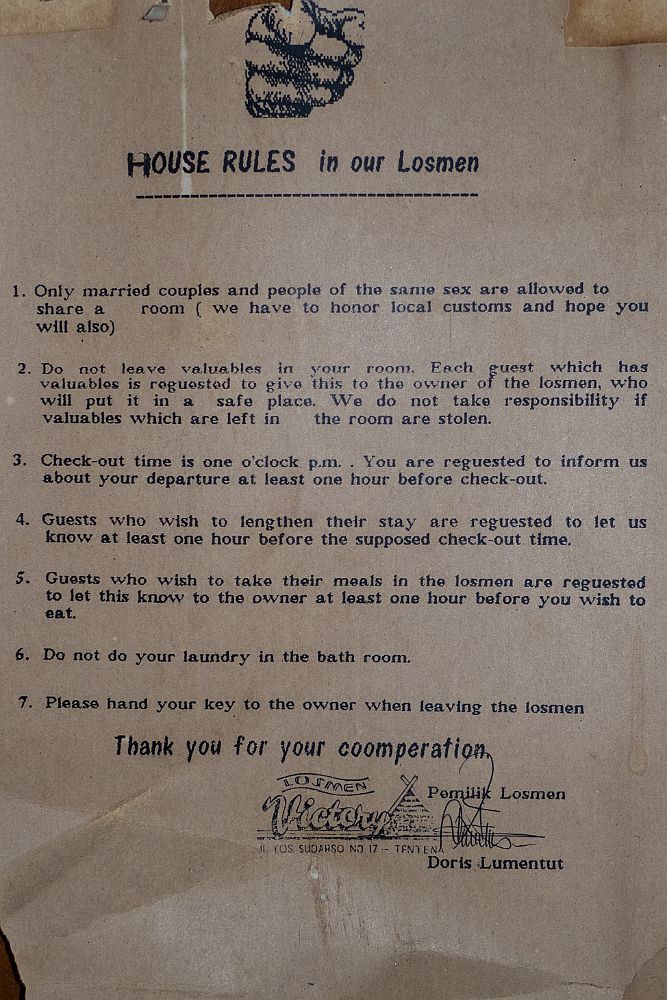 HOUSE RULES in our Losmen
1. Only married couples and people of the same sex are allowed to
share a room ( we have to honor local customs and hope you
will also)
2. Do not leave valuables in your room. Each guest which has
valuables is reguested to give this to the owner of the losmen, who
will put it in a safe place. We do not take responsibility if
valuables which are left in the room are stolen.
3. Check-out time is one o'clock p.m. . You are reguested to inform us
about your departure at least one hour before check-out.
4. Guests who wish to lengthen their stay are reguested to let us
know at least one hour before the supposed check-out time.
5. Guests who wish to take their meals in the losmen are reguested
to let this know to the owner at least one hour before you wish to
eat.
6. Do not do your laundry in the bath room.
7. Please hand your key to the owner when leaving the losmen
Thank you for your coomperation.
LOSMEN
Victory
JL YOS SUDARSO NO 17 -- TENTENA
Pemilik Losmen
Doris Lumentut